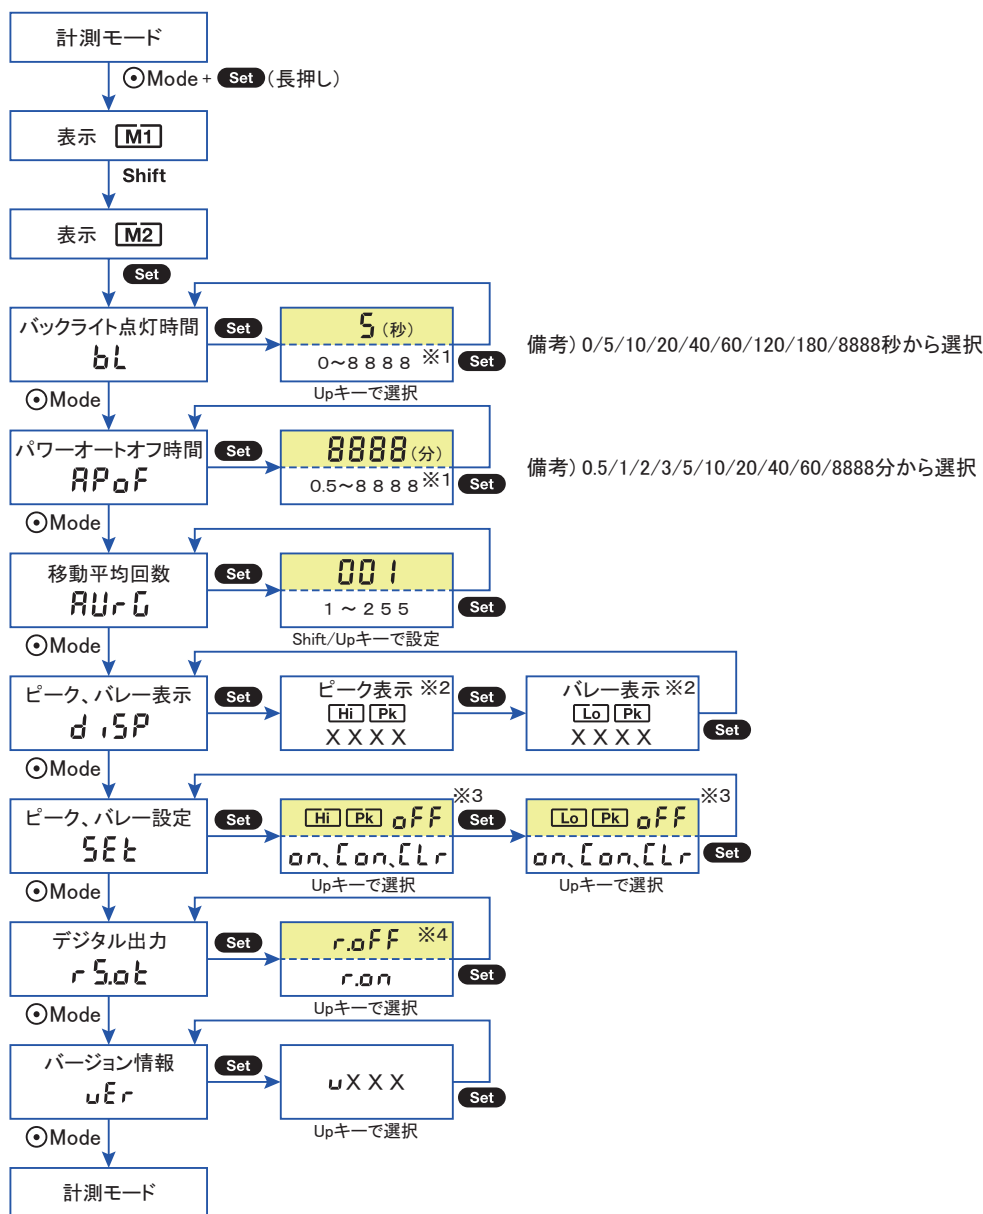 計測モード
⦿Mode + Set (長押し)
表示 M1
Shift
表示 M2
Set
バックライト点灯時間
bL
Set
5 (秒)
0~8888 ※1
Set
Upキーで選択
備考) 0/5/10/20/40/60/120/180/8888秒から選択
⦿Mode
パワーオートオフ時間
APoF
Set
8888 (分)
0.5~8888 ※1
Set
備考) 0.5/1/2/3/5/10/20/40/60/8888分から選択
⦿Mode
移動平均回数
AUrG
Set
001
1~255
Set
Shift/Upキーで設定
⦿Mode
ピーク、バレー表示
diSP
Set
ピーク表示 ※2
Hi Pk
XXXX
Set
バレー表示 ※2
Lo Pk
XXXX
Set
⦿Mode
ピーク、バレー設定
SEt
Set
※3
Hi Pk oFF
on、Con、CLr
Upキーで選択
Set
※3
Lo Pk oFF
on、Con、CLr
Upキーで選択
Set
⦿Mode
デジタル出力
rS.ot
Set
r.oFF ※4
r.on
Set
Upキーで選択
⦿Mode
バージョン情報
vEr
Set
vXXX
Set
Upキーで選択
⦿Mode
計測モード